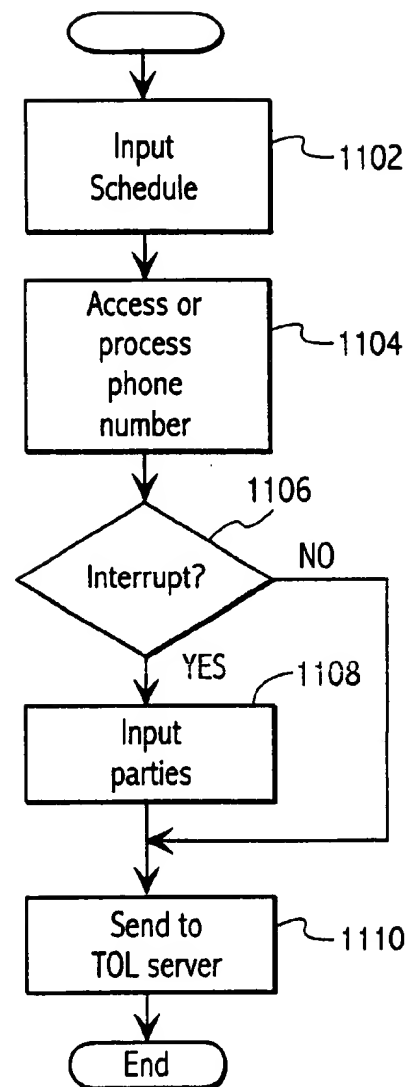 Input
Schedule
1102
Access or
process
phone
number
1104
1106
Interrupt?
NO
YES
1108
Input
parties
Send to
TOL server
1110
End